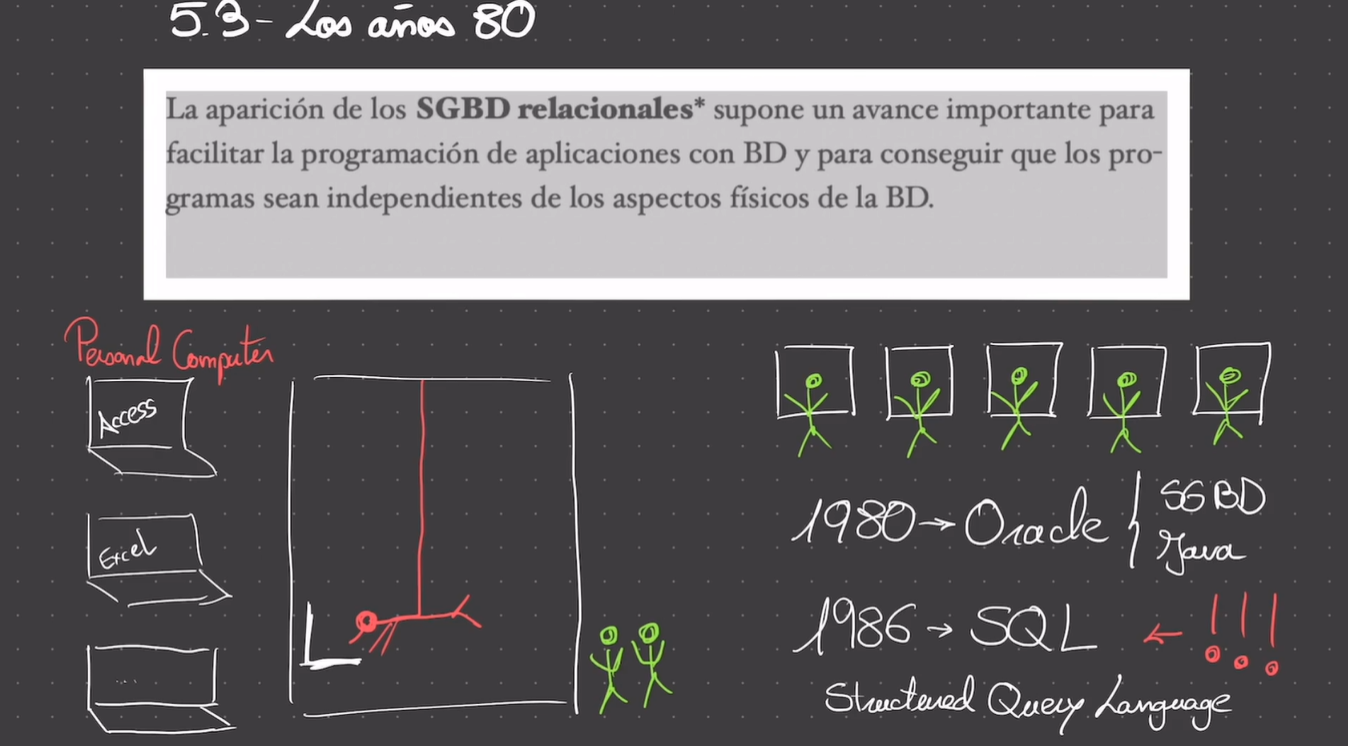 5.3- Los años 80
La aparición de los SGBD relacionales* supone un avance importante para
facilitar la programación de aplicaciones con BD y para conseguir que los pro-
gramas sean independientes de los aspectos físicos de la BD.
Personal Computer
Access
Excel
...
1980→ Oracle { SGBD
Java
1986→ SQL ← !!!
Structured Query Language